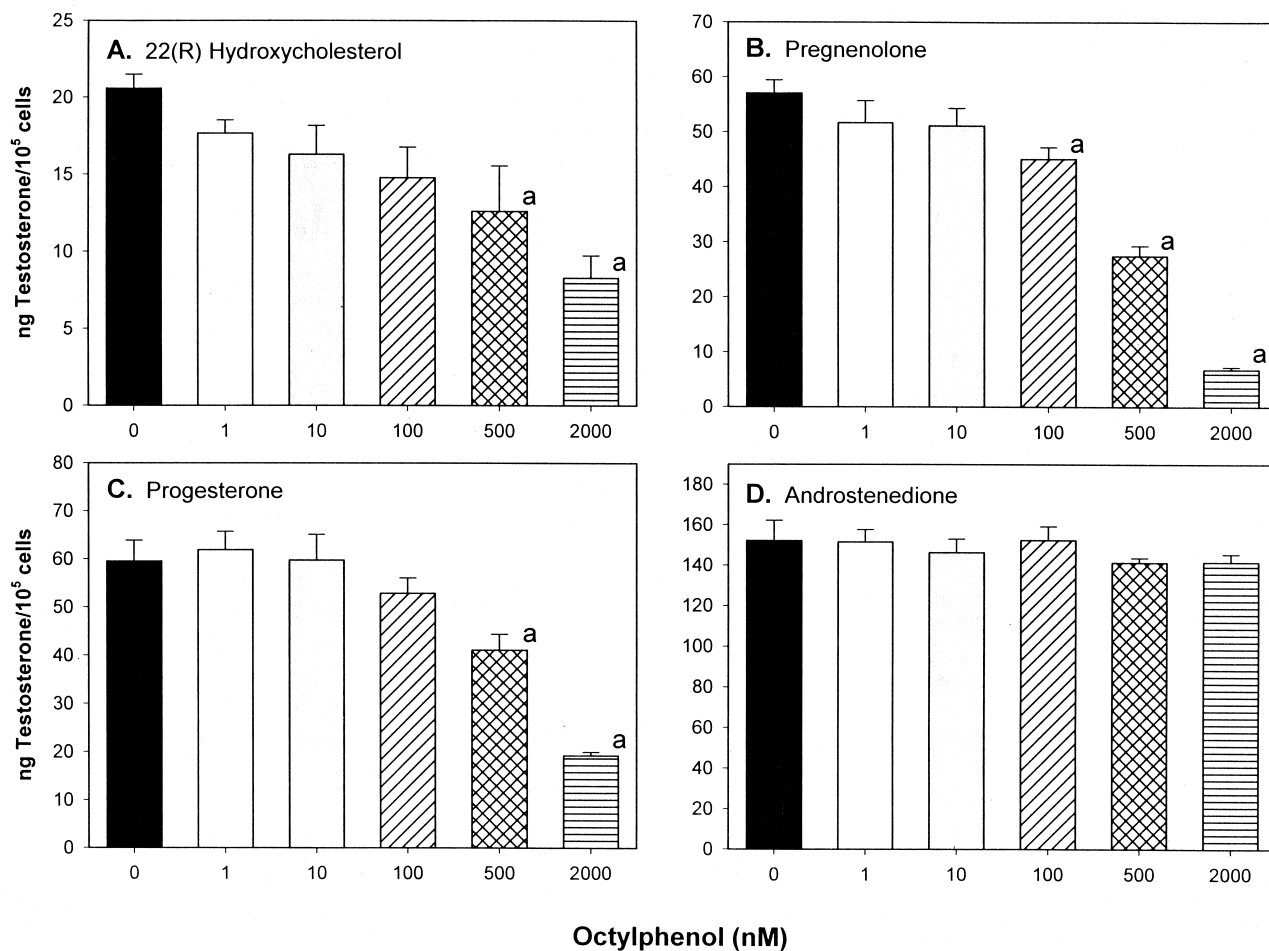 A. 22(R) Hydroxycholesterol
ng Testosterone/10⁵ cells
25
20
15
10
5
0
a
a
0 1 10 100 500 2000
B. Pregnenolone
70
60
50
40
30
20
10
0
a
a
a
0 1 10 100 500 2000
C. Progesterone
ng Testosterone/10⁵ cells
80
70
60
50
40
30
20
10
0
a
a
0 1 10 100 500 2000
D. Androstenedione
180
160
140
120
100
80
60
40
20
0
0 1 10 100 500 2000
Octylphenol (nM)